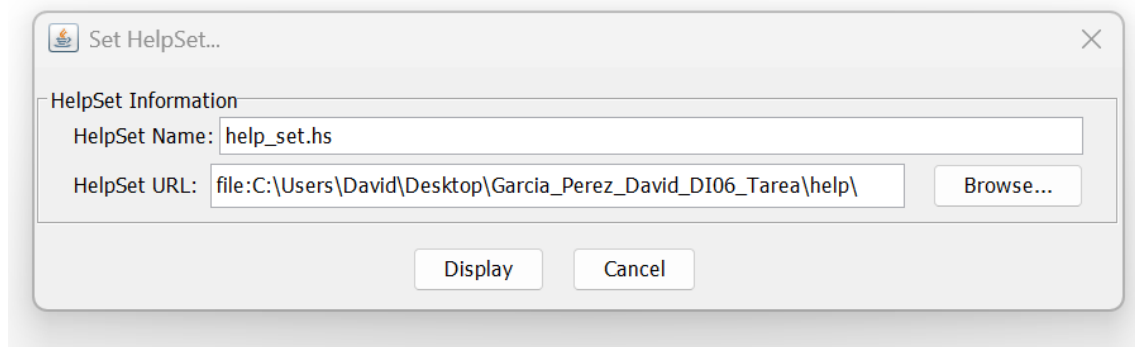 Set HelpSet...
HelpSet Information
HelpSet Name: help_set.hs
HelpSet URL: file:C:\Users\David\Desktop\Garcia_Perez_David_DI06_Tarea\help\ Browse...
Display Cancel